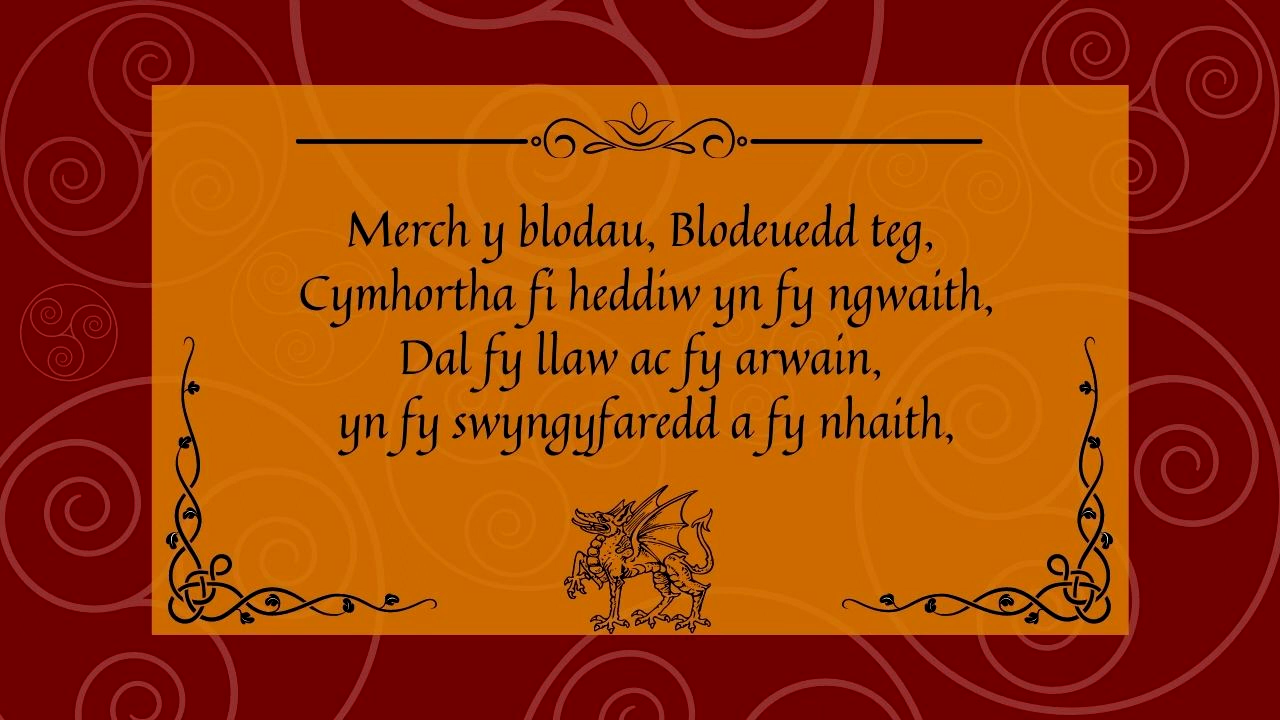 Merch y blodau, Blodeuedd teg,
Cymhortha fi heddiw yn fy ngwaith,
Dal fy llaw ac fy arwain,
yn fy swyngyfaredd a fy nhaith,